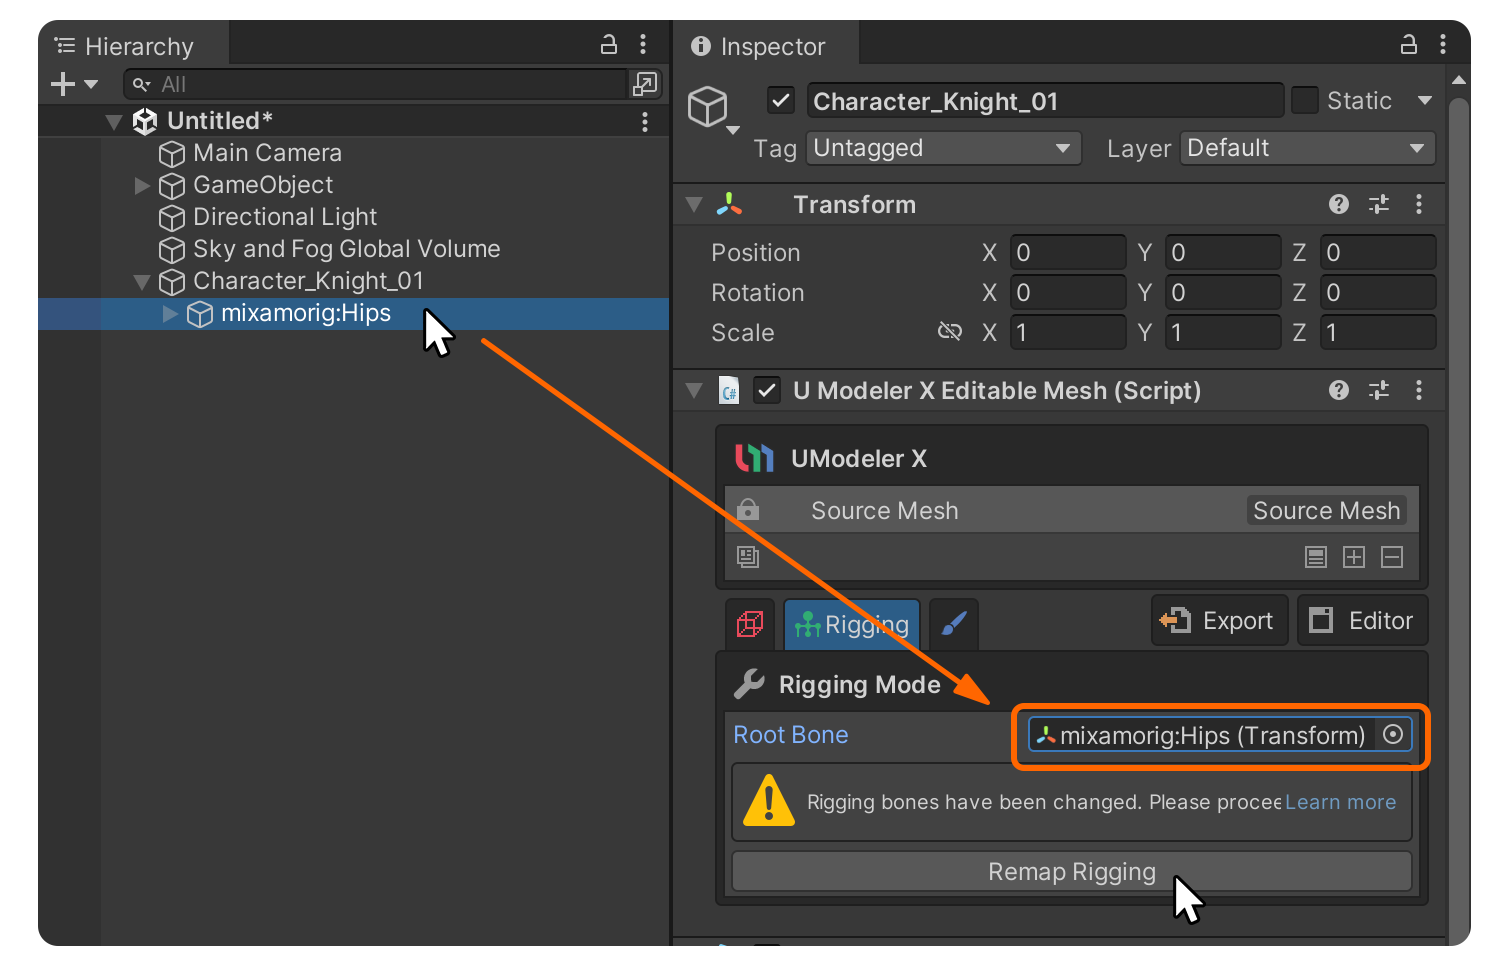 Hierarchy
All
Untitled*
Main Camera
GameObject
Directional Light
Sky and Fog Global Volume
Character_Knight_01
mixamorig:Hips
Inspector
Character_Knight_01
Static
Tag Untagged Layer Default
Transform
Position X 0 Y 0 Z 0
Rotation X 0 Y 0 Z 0
Scale X 1 Y 1 Z 1
C# U Modeler X Editable Mesh (Script)
UModeler X
Source Mesh Source Mesh
Rigging Export Editor
Rigging Mode
Root Bone mixamorig:Hips (Transform)
Rigging bones have been changed. Please procee Learn more
Remap Rigging